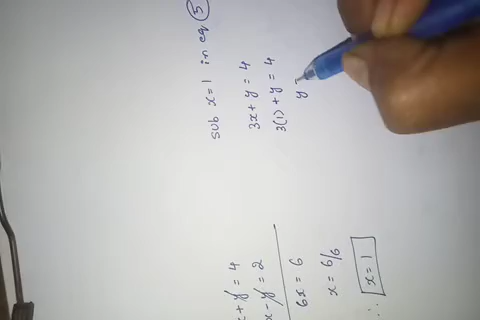 x + y = 4
x - y = 2
6x = 6
x = 6/6
∴ x = 1
sub x = 1 in eq 5
3x + y = 4
3(1) + y = 4
y